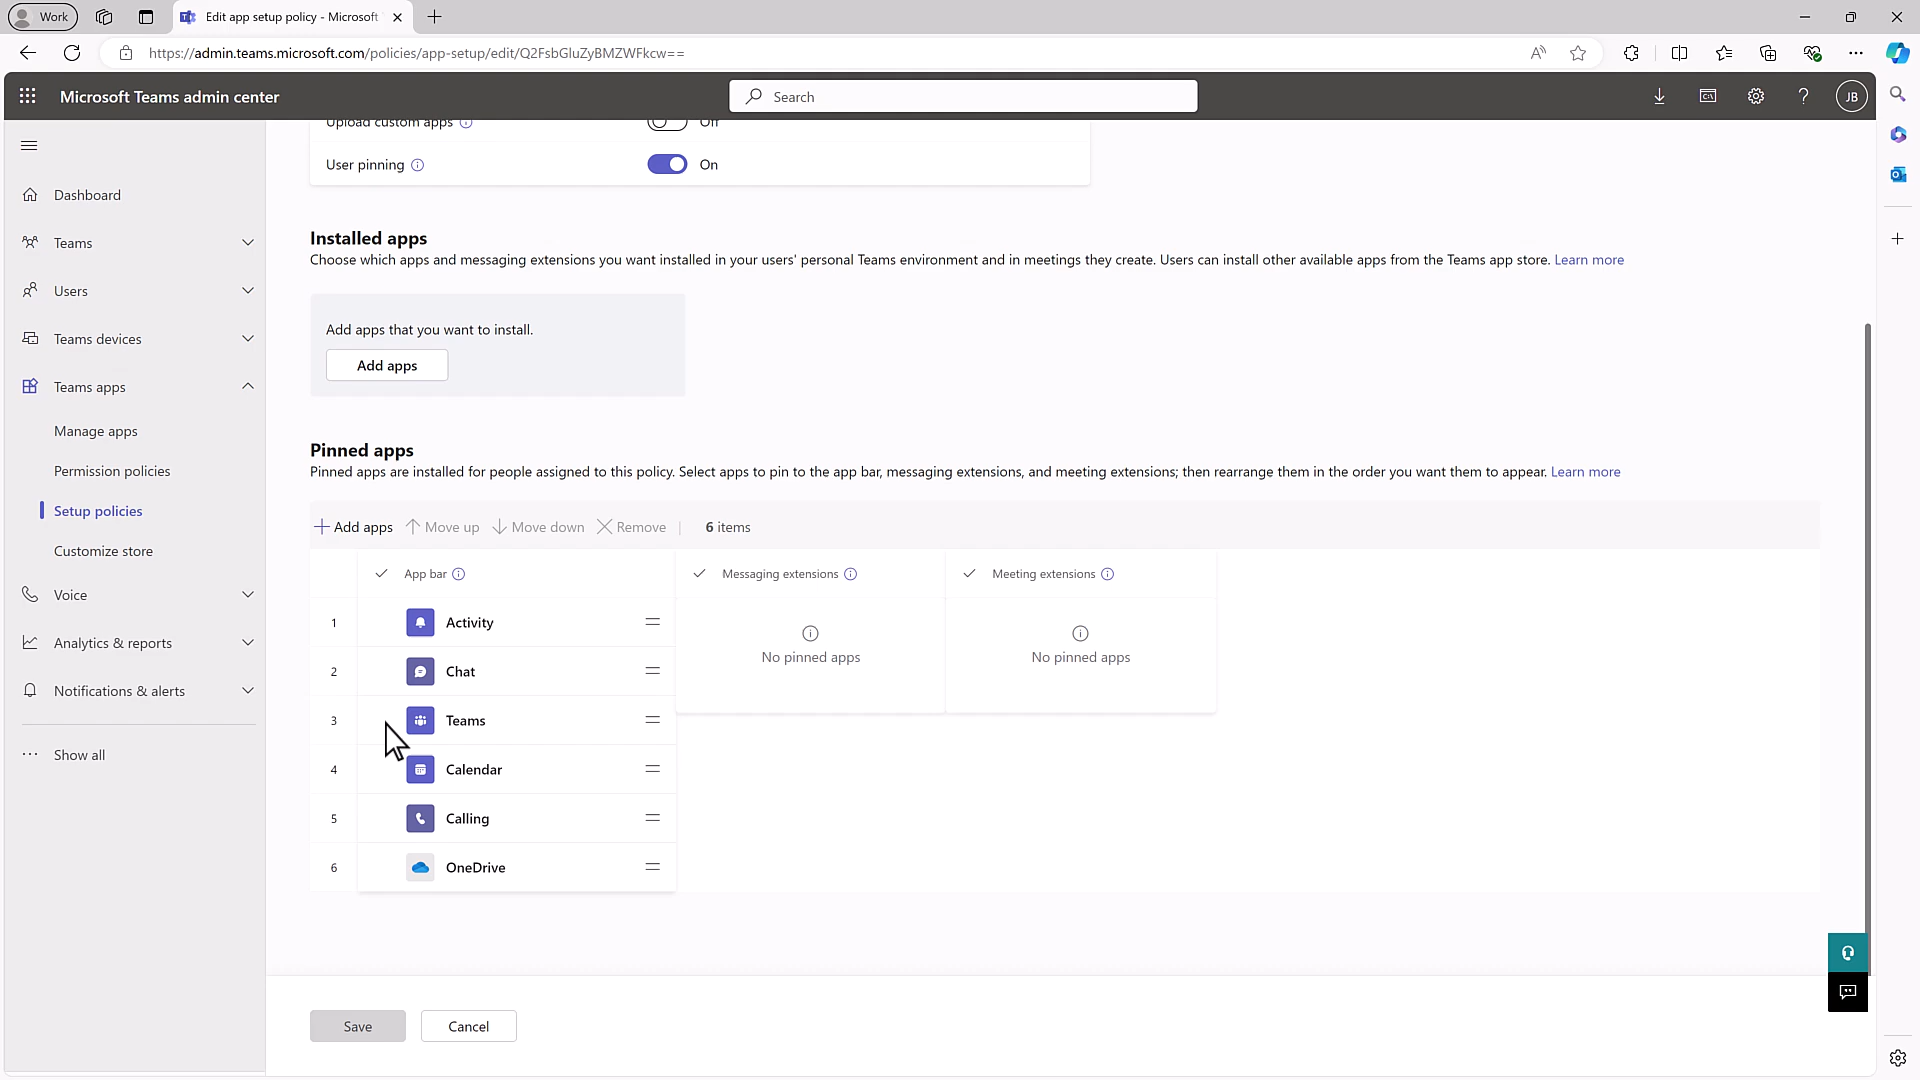 Work
Edit app setup policy - Microsoft
https://admin.teams.microsoft.com/policies/app-setup/edit/Q2FsbGluZyBMZWFkcw==
Microsoft Teams admin center
Search
JB
Dashboard
Teams
Users
Teams devices
Teams apps
Manage apps
Permission policies
Setup policies
Customize store
Voice
Analytics & reports
Notifications & alerts
Show all
Upload custom apps
Off
User pinning
On
Installed apps
Choose which apps and messaging extensions you want installed in your users' personal Teams environment and in meetings they create. Users can install other available apps from the Teams app store. Learn more
Add apps that you want to install.
Add apps
Pinned apps
Pinned apps are installed for people assigned to this policy. Select apps to pin to the app bar, messaging extensions, and meeting extensions; then rearrange them in the order you want them to appear. Learn more
Add apps Move up Move down Remove | 6 items
App bar Messaging extensions Meeting extensions
1 Activity
2 Chat
3 Teams
4 Calendar
5 Calling
6 OneDrive
No pinned apps
No pinned apps
Save
Cancel